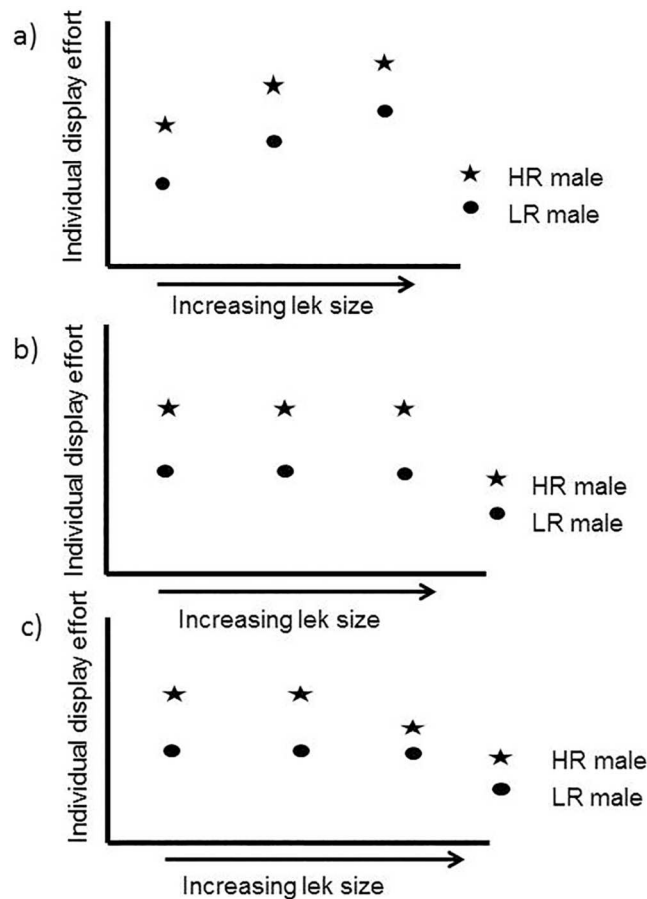 a)
Individual display effort
HR male
LR male
Increasing lek size
b)
Individual display effort
HR male
LR male
Increasing lek size
c)
Individual display effort
HR male
LR male
Increasing lek size